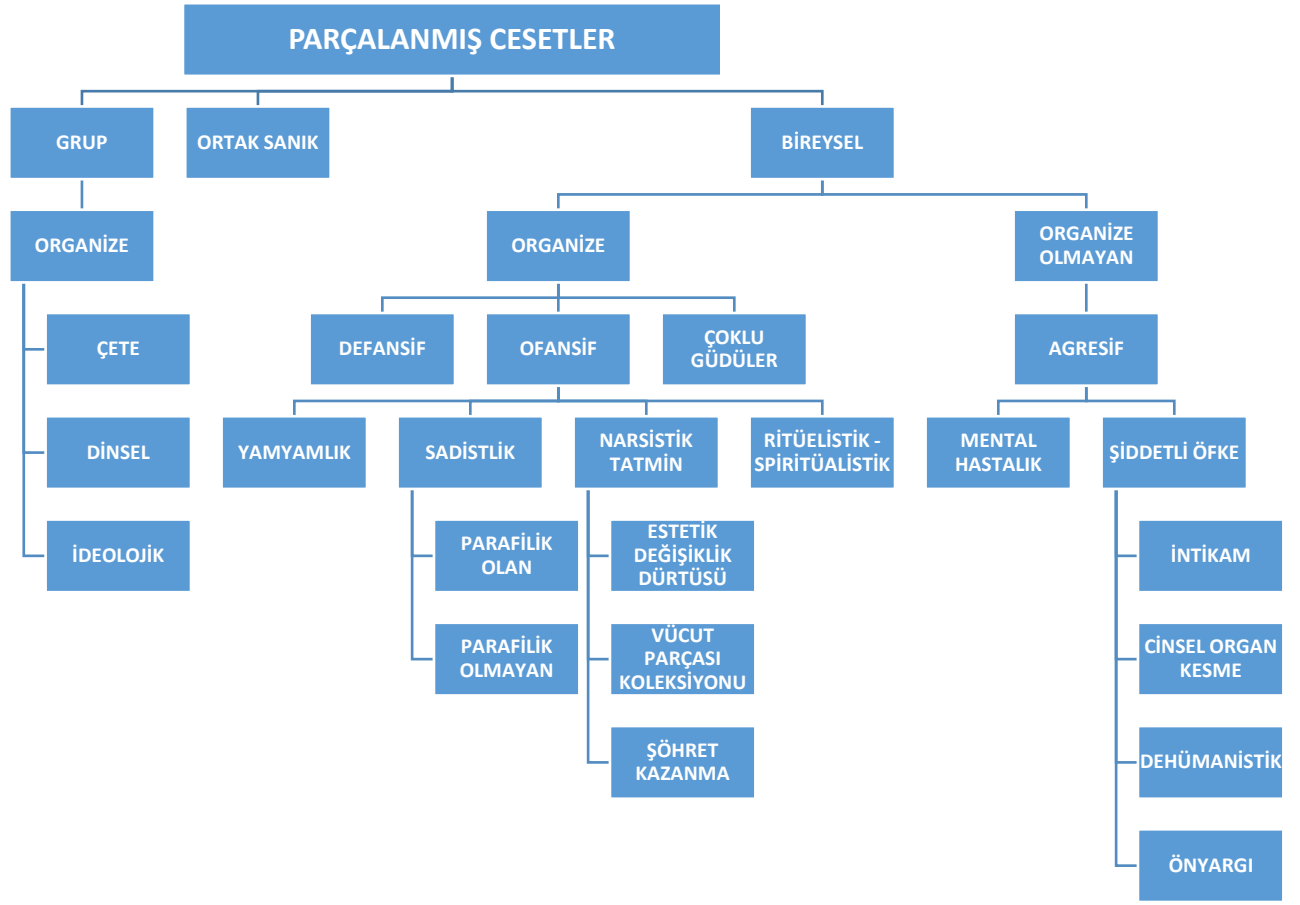 PARÇALANMIŞ CESETLER
GRUP
ORTAK SANIK
BİREYSEL
ORGANİZE
ORGANİZE
ORGANİZE
OLMAYAN
ÇETE
DEFANSİF
OFANSİF
ÇOKLU
GÜDÜLER
AGRESİF
DİNSEL
YAMYAMLIK
SADİSTLİK
NARSİSTİK
TATMİN
RİTÜELİSTİK -
SPİRİTÜALİSTİK
MENTAL
HASTALIK
ŞİDDETLİ ÖFKE
İDEOLOJİK
PARAFİLİK
OLAN
ESTETİK
DEĞİŞİKLİK
DÜRTÜSÜ
İNTİKAM
PARAFİLİK
OLMAYAN
VÜCUT
PARÇASI
KOLEKSİYONU
CİNSEL ORGAN
KESME
ŞÖHRET
KAZANMA
DEHÜMANİSTİK
ÖNYARGI